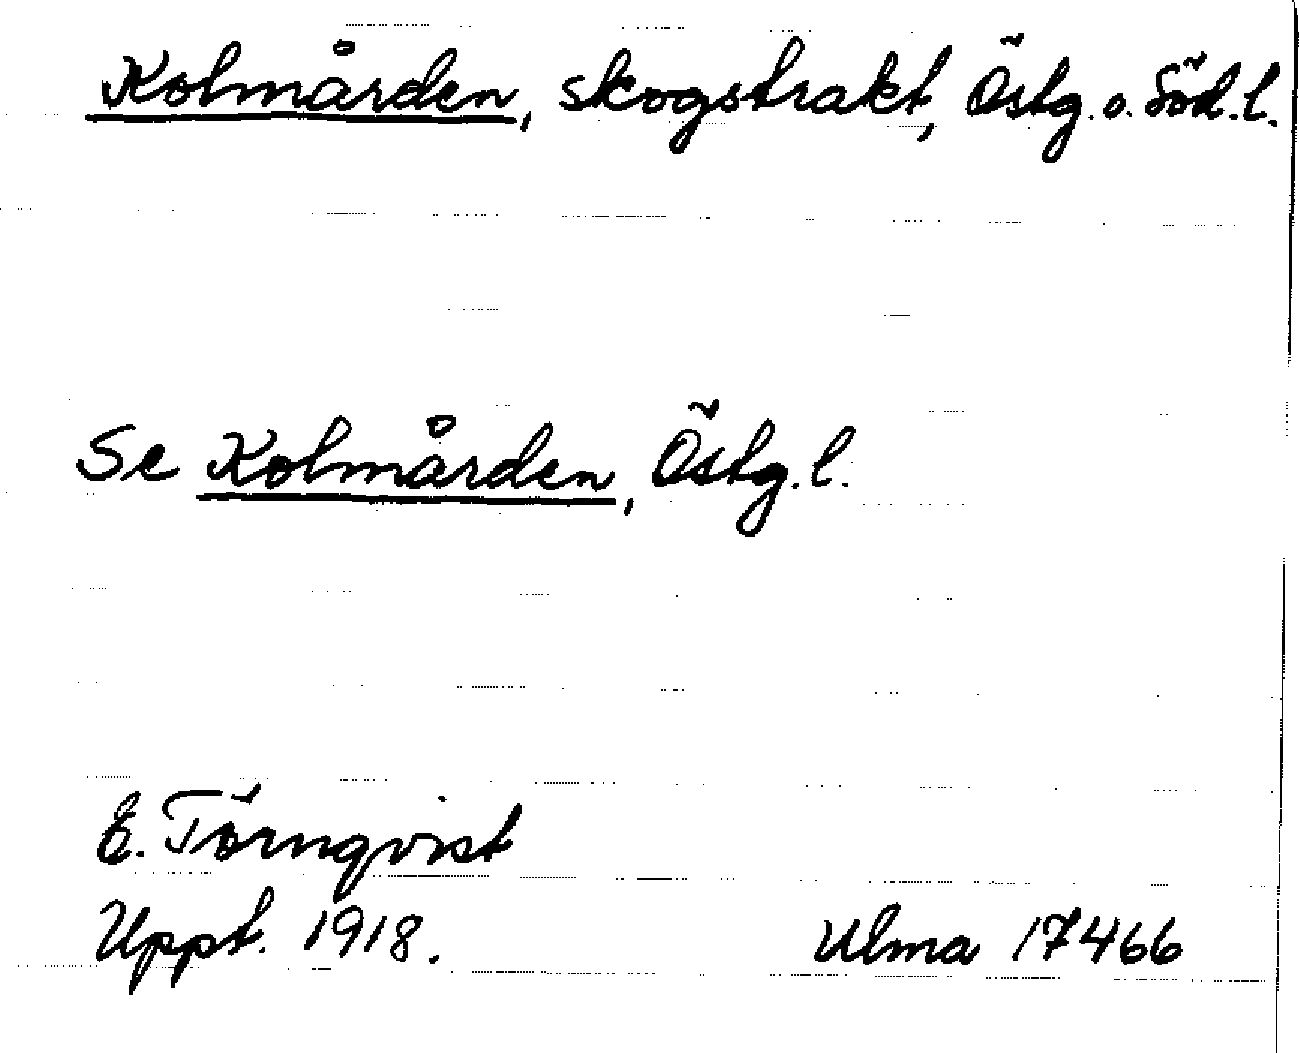 Kolmården, skogstrakt, Östg. o. Söd.l.
Se Kolmården, Östg.l.
E. Törnqvist
Uppt. 1918.
Ulma 17466